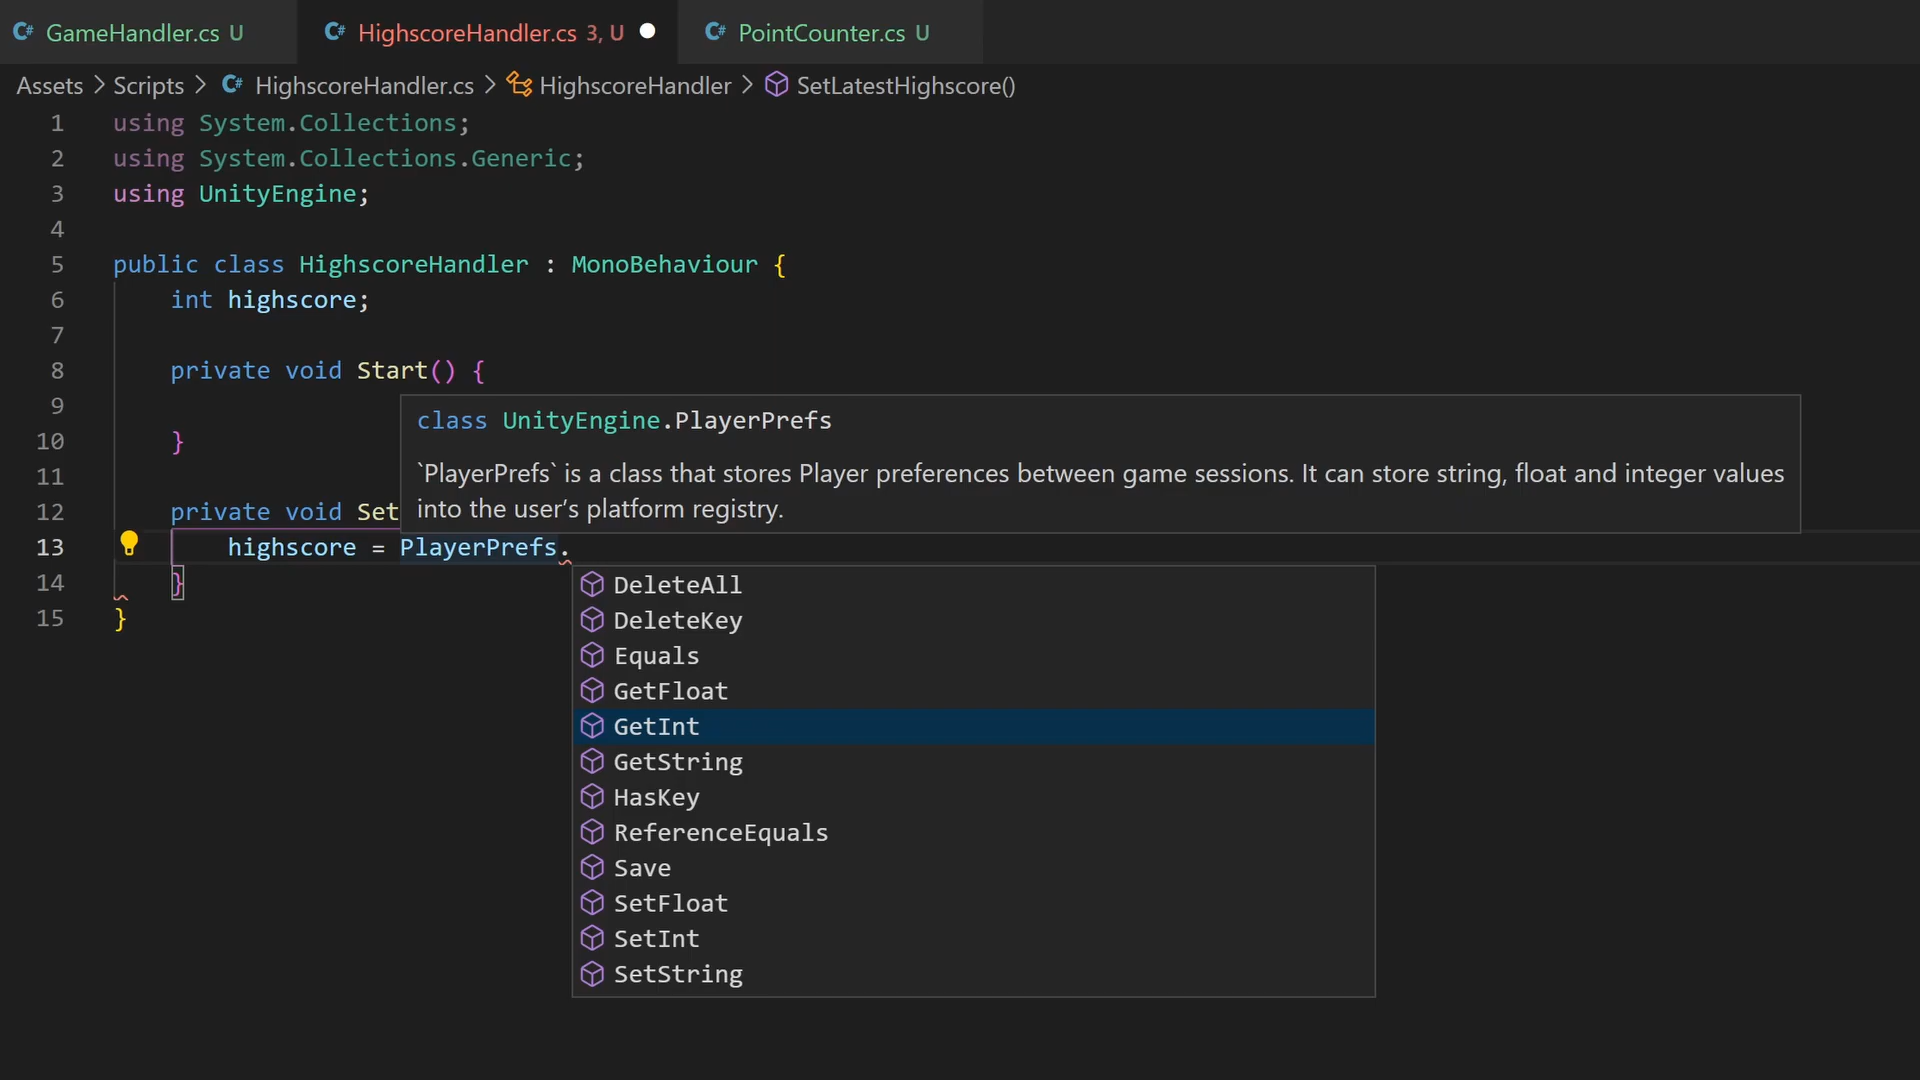 GameHandler.cs U
HighscoreHandler.cs 3, U
PointCounter.cs U
Assets > Scripts > HighscoreHandler.cs > HighscoreHandler > SetLatestHighscore()
1 using System.Collections;
2 using System.Collections.Generic;
3 using UnityEngine;
4
5 public class HighscoreHandler : MonoBehaviour {
6 int highscore;
7
8 private void Start() {
9
class UnityEngine.PlayerPrefs
10 }
`PlayerPrefs` is a class that stores Player preferences between game sessions. It can store string, float and integer values
11
into the user’s platform registry.
12 private void Set
13 highscore = PlayerPrefs.
14 }
15 }
DeleteAll
DeleteKey
Equals
GetFloat
GetInt
GetString
HasKey
ReferenceEquals
Save
SetFloat
SetInt
SetString